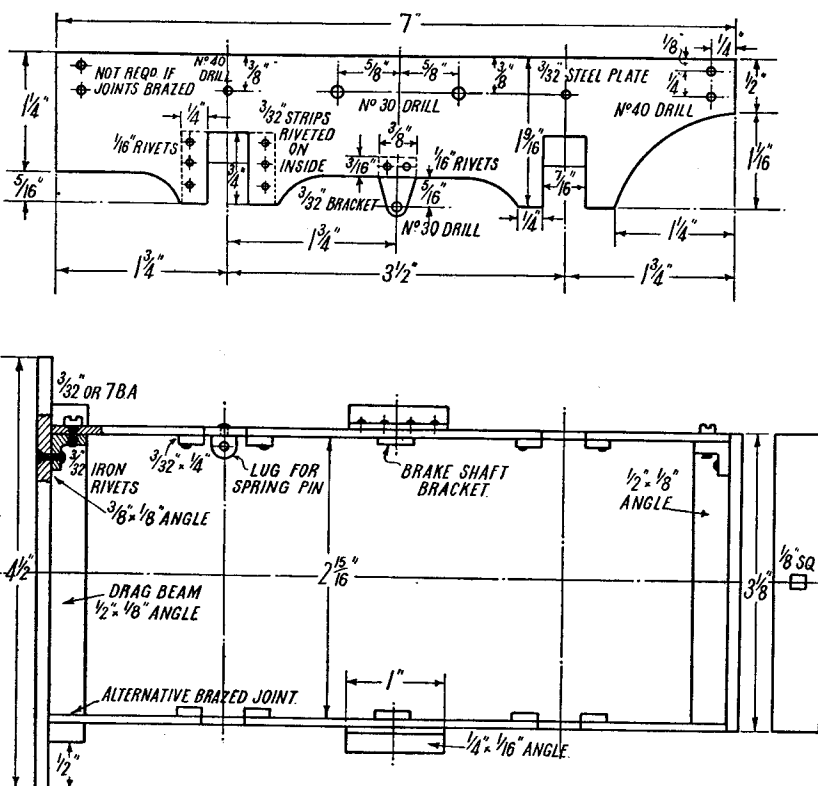 7"
NOT REQD. IF
JOINTS BRAZED
Nº 40
DRILL
3/8"
5/8"
5/8"
3/8"
3/32" STEEL PLATE
1/8"
1/4"
1/4"
1/2"
Nº 40 DRILL
Nº 30 DRILL
1 1/4"
1/4"
3/32" STRIPS
RIVETED
ON
INSIDE
1/16" RIVETS
3/8"
3/16"
1/16" RIVETS
1 9/16"
1 1/16"
3/4"
7/16"
5/16"
3/32" BRACKET
5/16"
Nº 30 DRILL
1/4"
1 3/4"
1 1/4"
1 3/4"
3 1/2"
1 3/4"
3/32" OR 7 B.A
3/32"
IRON
RIVETS
3/32" × 1/4"
LUG FOR
SPRING PIN
BRAKE SHAFT
BRACKET.
1/2" × 1/8"
ANGLE
3/8" × 1/8" ANGLE
4 1/2"
2 15/16"
3 1/8"
1/8" SQ
DRAG BEAM
1/2" × 1/8" ANGLE
ALTERNATIVE BRAZED JOINT.
1"
1/4" × 1/16" ANGLE.
1/2"